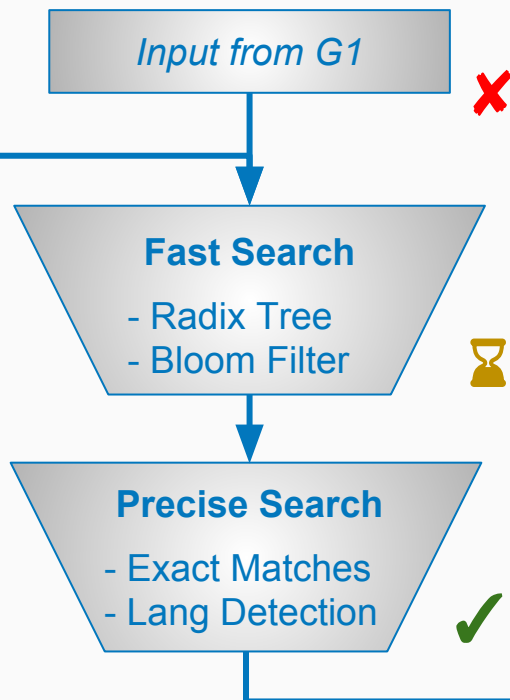 Input from G1
Fast Search
- Radix Tree
- Bloom Filter
Precise Search
- Exact Matches
- Lang Detection